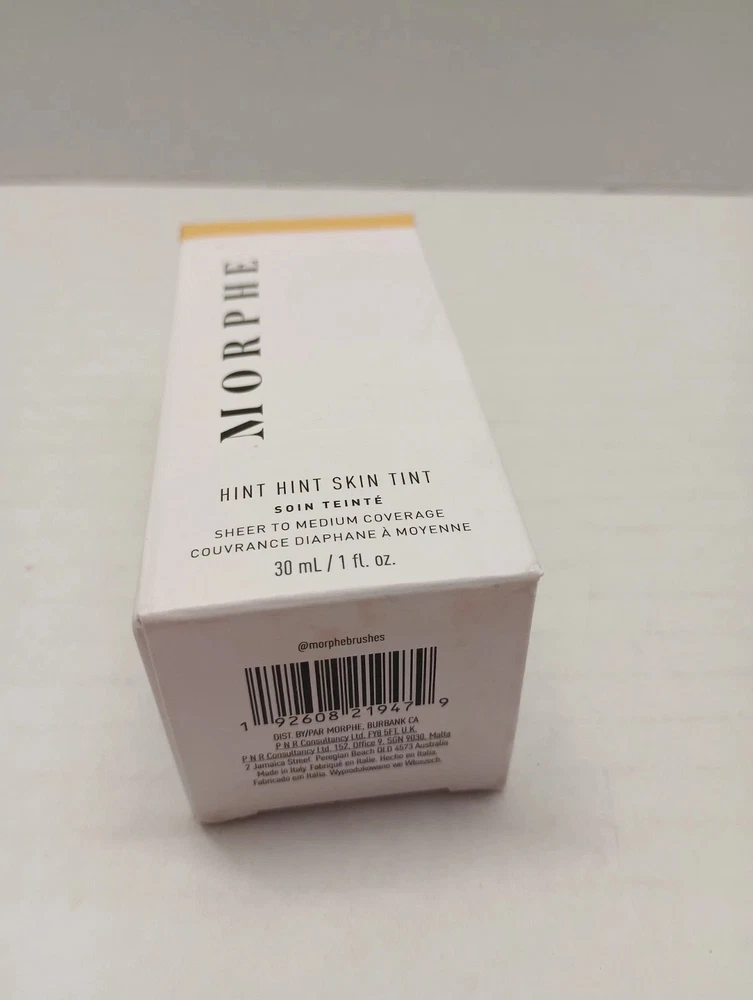 MORPHE
HINT HINT SKIN TINT
SOIN TEINTÉ
SHEER TO MEDIUM COVERAGE
COUVRANCE DIAPHANE À MOYENNE
30 mL / 1 fl. oz.
@morphebrushes
1 92608 21947 9
DIST. BY/PAR MORPHE, BURBANK CA
P N R Consultancy Ltd. FY8 5FT. U.K.
P N R Consultancy Ltd. 152, Office 9, SGN 9030, Malta
2 Jamaica Street. Peregian Beach QLD 4573 Australia
Made in Italy. Fabriqué en Italie. Hecho en Italia.
Fabricado em Itália. Wyprodukowano we Włoszech.